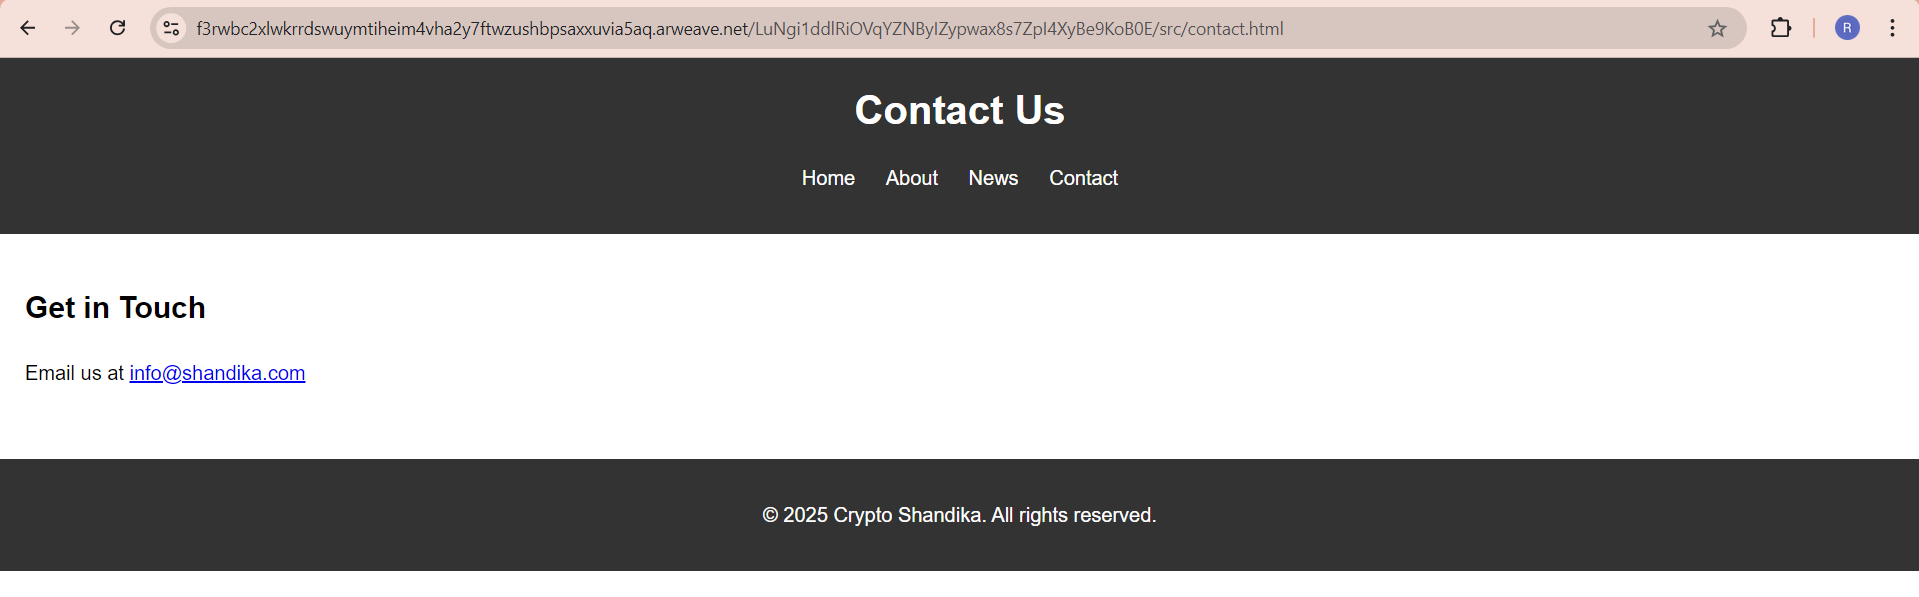 f3rwbc2xlwkrrdswuymtiheim4vha2y7ftwzushbpsaxxuvia5aq.arweave.net/LuNgi1ddlRiOVqYZNByIZypwax8s7ZpI4XyBe9KoB0E/src/contact.html
R
Contact Us
Home About News Contact
Get in Touch
Email us at info@shandika.com
© 2025 Crypto Shandika. All rights reserved.